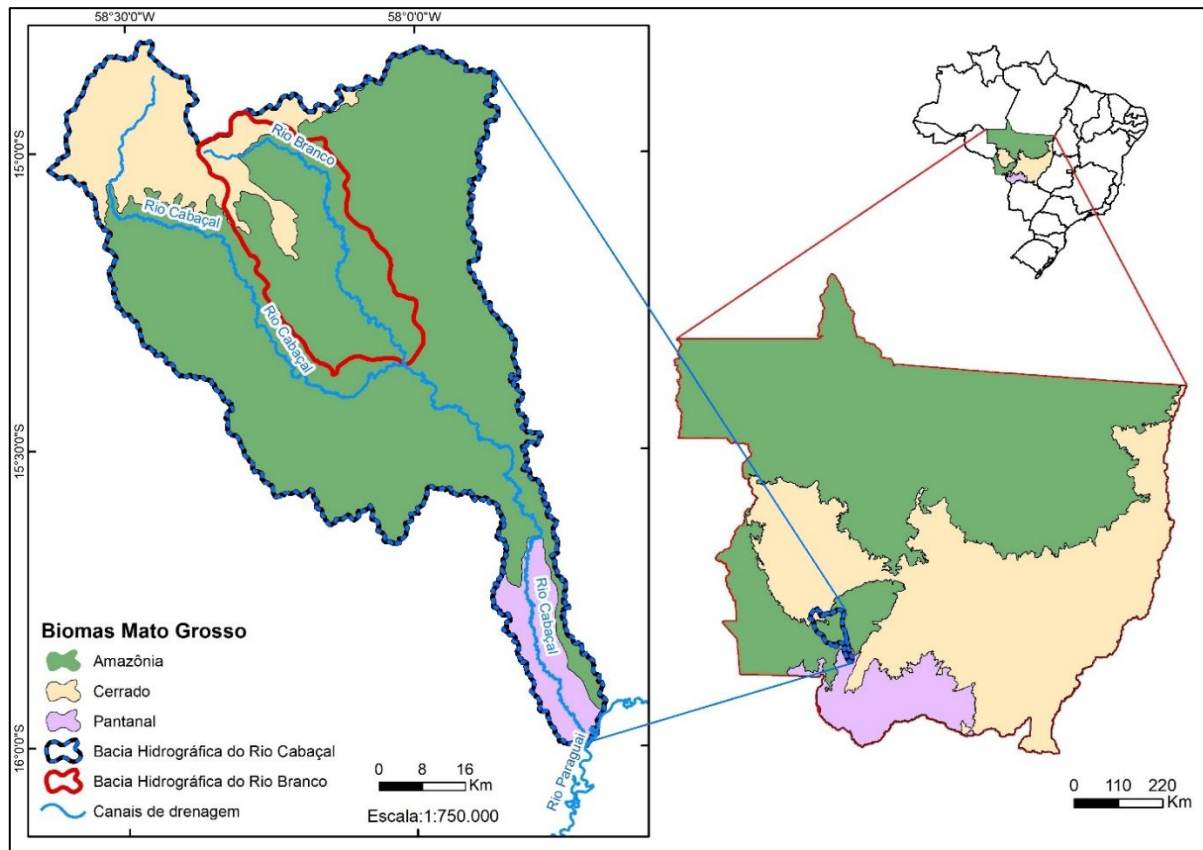 58°30'0"W
58°0'0"W
15°0'0"S
15°30'0"S
16°0'0"S
Rio Branco
Rio Cabaçal
Rio Cabaçal
Rio Cabaçal
Rio Paraguai
Biomas Mato Grosso
Amazônia
Cerrado
Pantanal
Bacia Hidrográfica do Rio Cabaçal
Bacia Hidrográfica do Rio Branco
Canais de drenagem
0 8 16
Km
Escala:1:750.000
0 110 220
Km